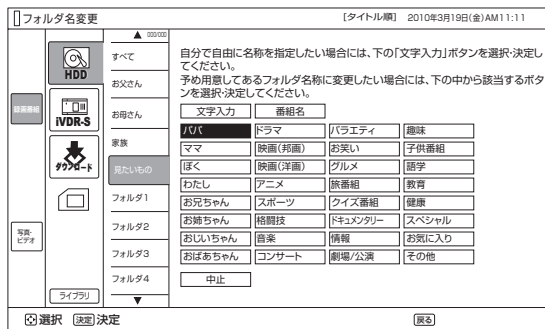 フォルダ名変更 [タイトル順] 2010年3月19日(金)AM11:11
▲ 000/000
録画番組
写真・ビデオ
HDD
iVDR-S
ダウンロード
ライブラリ
すべて
お父さん
お母さん
家族
見たいもの
フォルダ1
フォルダ2
フォルダ3
フォルダ4
▼
自分で自由に名称を指定したい場合には、下の「文字入力」ボタンを選択・決定し
てください。
予め用意してあるフォルダ名称に変更したい場合には、下の中から該当するボタ
ンを選択・決定してください。
文字入力 番組名
パパ ドラマ バラエティ 趣味
ママ 映画(邦画) お笑い 子供番組
ぼく 映画(洋画) グルメ 語学
わたし アニメ 旅番組 教育
お兄ちゃん スポーツ クイズ番組 健康
お姉ちゃん 格闘技 ドキュメンタリー スペシャル
おじいちゃん 音楽 情報 お気に入り
おばあちゃん コンサート 劇場/公演 その他
中止
選択 決定 決定 戻る